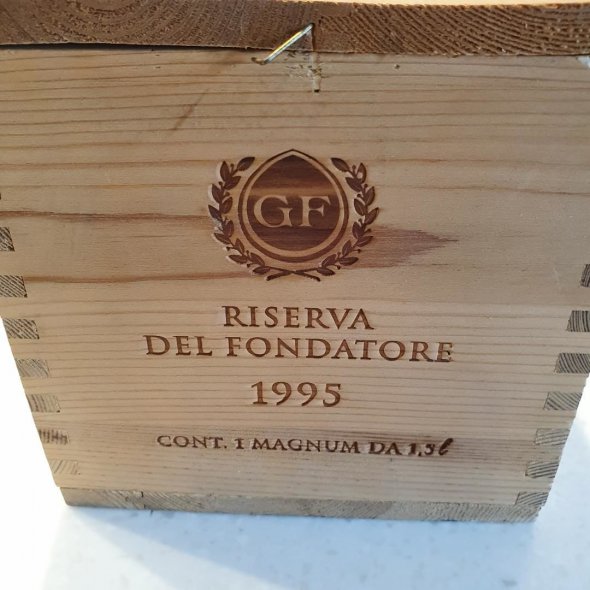 GF
RISERVA
DEL FONDATORE
1995
CONT. 1 MAGNUM DA 1,5 ℓ